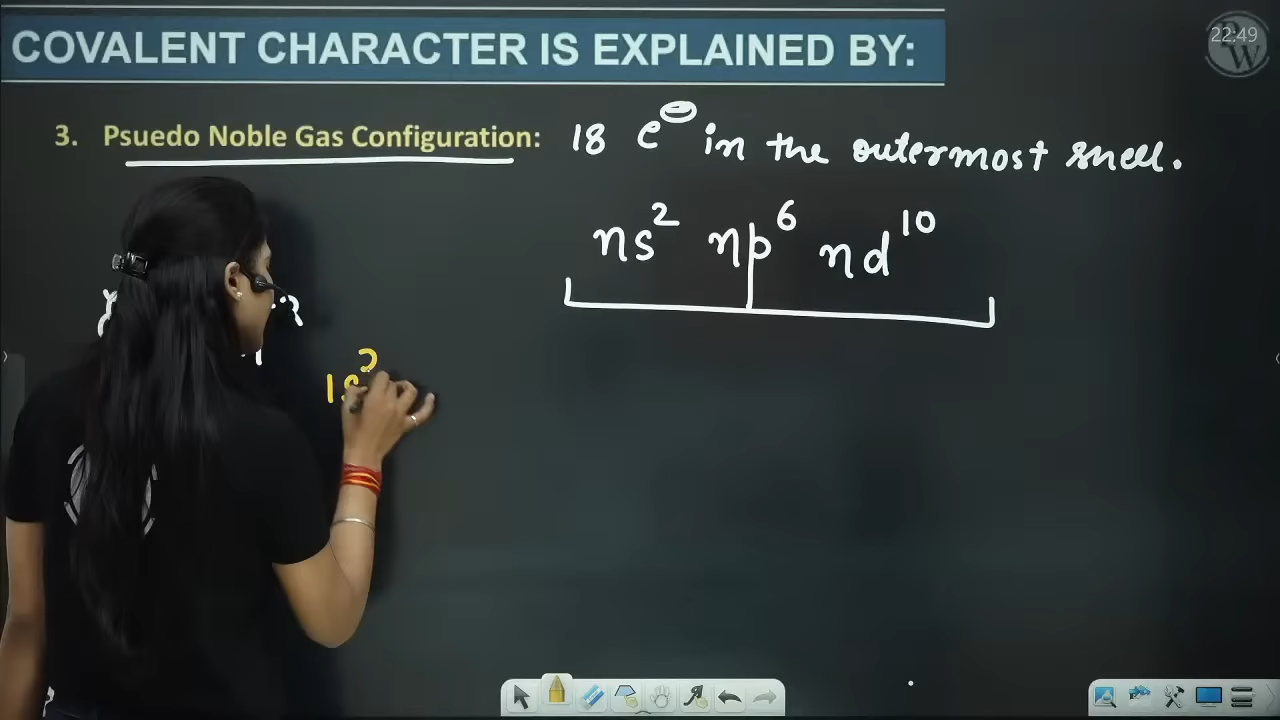 COVALENT CHARACTER IS EXPLAINED BY:
22:49
PW
3. Psuedo Noble Gas Configuration: 18 e⊖ in the outermost shell.
ns² np⁶ nd¹⁰
1s²